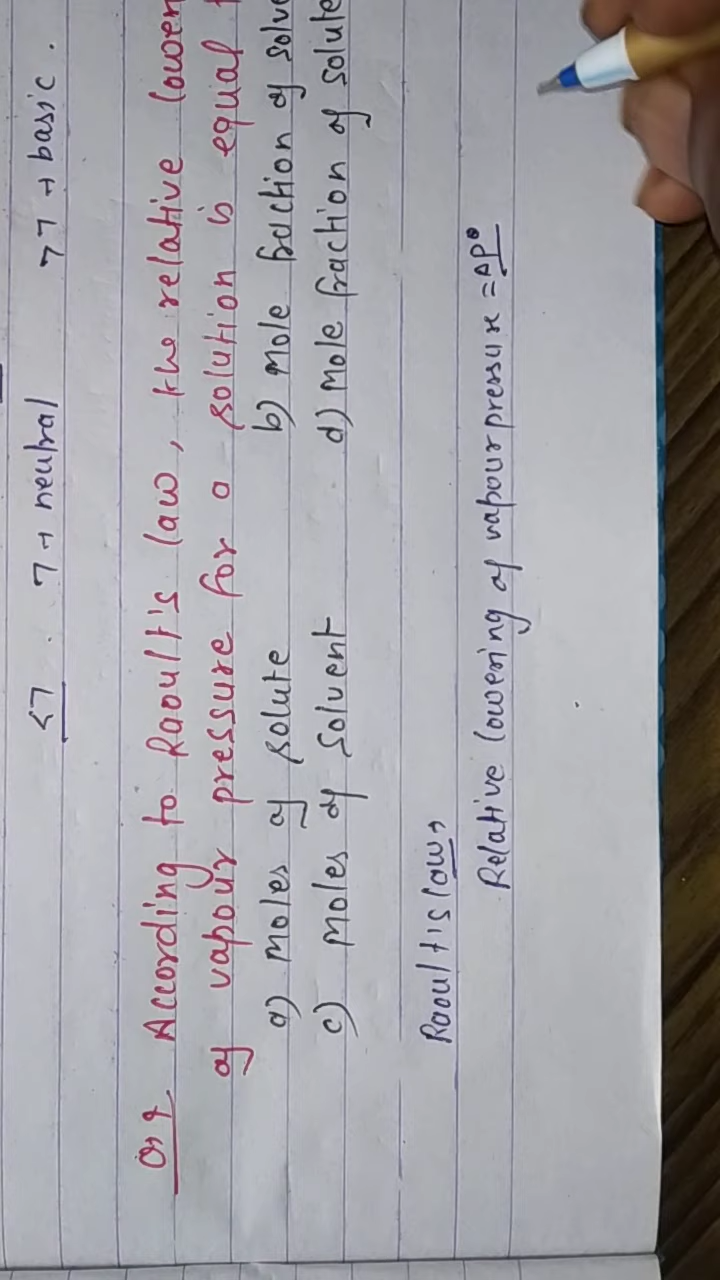 <7 . 7→ neutral 7 7 → basic .
According to Raoult's law, the relative lower
of vapour pressure for a solution is equal
a) Moles of solute b) Mole fraction of solve
c) Moles of solvent d) Mole fraction of solute
Raoult's law→
Relative lowering of vapour pressure = ΔP°